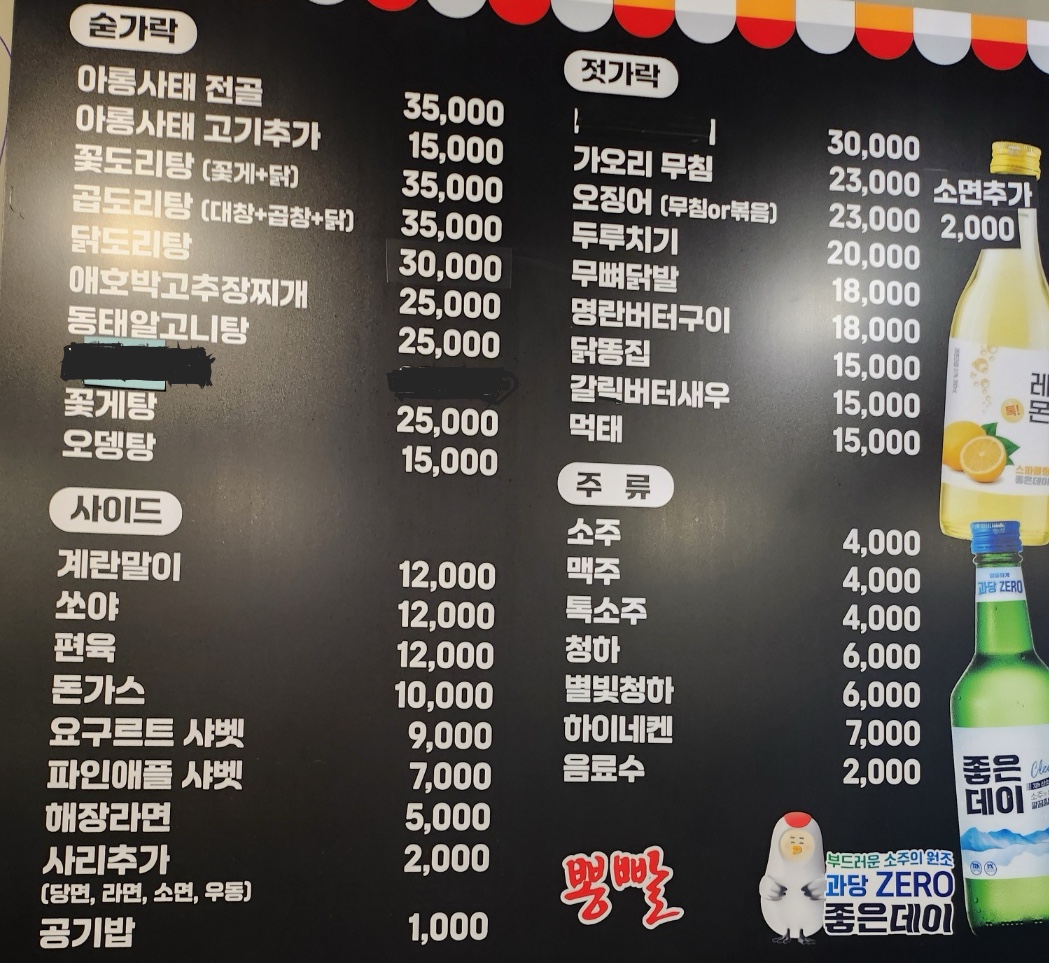 숟가락
아롱사태 전골 35,000
아롱사태 고기추가 15,000
꽃도리탕 (꽃게+닭) 35,000
곱도리탕 (대창+곱창+닭) 35,000
닭도리탕 30,000
애호박고추장찌개 25,000
동태알고니탕 25,000
꽃게탕 25,000
오뎅탕 15,000
사이드
계란말이 12,000
쏘야 12,000
편육 12,000
돈가스 10,000
요구르트 샤벳 9,000
파인애플 샤벳 7,000
해장라면 5,000
사리추가 2,000
(당면, 라면, 소면, 우동)
공기밥 1,000
젓가락
30,000
가오리 무침 23,000
소면추가
2,000
오징어 (무침or볶음) 23,000
두루치기 20,000
무뼈닭발 18,000
명란버터구이 18,000
닭똥집 15,000
갈릭버터새우 15,000
먹태 15,000
주 류
소주 4,000
맥주 4,000
톡소주 4,000
청하 6,000
별빛청하 6,000
하이네켄 7,000
음료수 2,000
뽕빨
부드러운 소주의 원조
과당 ZERO
좋은데이
레
몬
톡!
좋은데이
과당 ZERO
좋은
데이